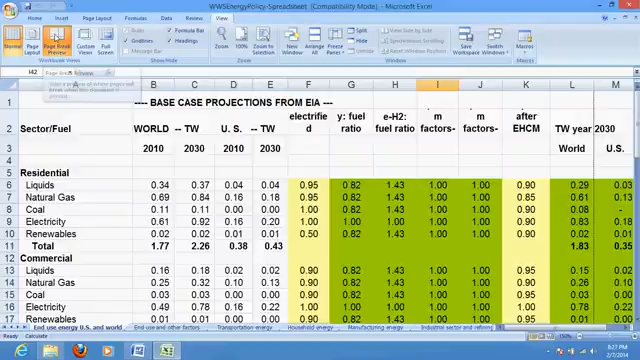 WWSEnergyPolicy-Spreadsheet [Compatibility Mode] - Microsoft Excel
Home Insert Page Layout Formulas Data Review View
Normal Page Layout Page Break Preview Custom Views Full Screen
Ruler Formula Bar
Gridlines Headings
Message Bar
Zoom 100% Zoom to Selection
New Window Arrange All Freeze Panes
Split View Side by Side
Hide Synchronous Scrolling
Unhide Reset Window Position
Save Workspace Switch Windows Macros
Workbook Views Show/Hide Zoom Window Macros
I42 Page Break Preview
A B C D E F G H I J K L M
1 ---- BASE CASE PROJECTIONS FROM EIA electrifie y: fuel e-H2: m m after
2 Sector/Fuel WORLD -- TW U. S. -- TW d ratio fuel ratio factors- factors- EHCM TW year 2030
3 2010 2030 2010 2030 World U.S.
4
5 Residential
6 Liquids 0.34 0.37 0.04 0.04 0.95 0.82 1.43 1.00 1.00 0.90 0.29 0.03
7 Natural Gas 0.69 0.84 0.16 0.18 0.95 0.82 1.43 1.00 1.00 0.85 0.61 0.13
8 Coal 0.11 0.11 0.00 0.00 1.00 0.82 1.43 1.00 1.00 0.90 0.08 -
9 Electricity 0.61 0.92 0.16 0.20 1.00 0.82 1.43 1.00 1.00 0.90 0.83 0.18
10 Renewables 0.02 0.02 0.01 0.01 0.50 0.82 1.43 1.00 1.00 0.90 0.02 0.01
11 Total 1.77 2.26 0.38 0.43 1.83 0.35
12 Commercial
13 Liquids 0.16 0.18 0.02 0.02 0.90 0.82 1.43 1.00 1.00 0.95 0.15 0.02
14 Natural Gas 0.25 0.32 0.10 0.13 0.90 0.82 1.43 1.00 1.00 0.90 0.26 0.10
15 Coal 0.03 0.03 0.00 0.00 0.90 0.82 1.43 1.00 1.00 0.95 0.03 0.00
16 Electricity 0.49 0.78 0.16 0.22 1.00 0.82 1.43 1.00 1.00 1.00 0.78 0.22
17 Renewables 0.01 0.01 0.00 0.00 0.90 0.82 1.43 1.00 1.00 0.95 0.01 0.00
End use energy U.S. and world End use and other factors Transportation energy Household energy Manufacturing energy Industrial sector and refining
Ready Calculate 150%
8:27 PM
2/7/2014